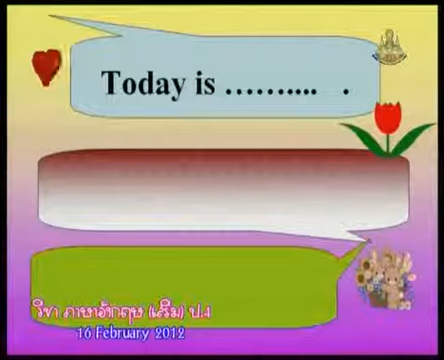 Today is ……..... .
วิชา ภาษาอังกฤษ (เสริม) ป.4
16 February 2012